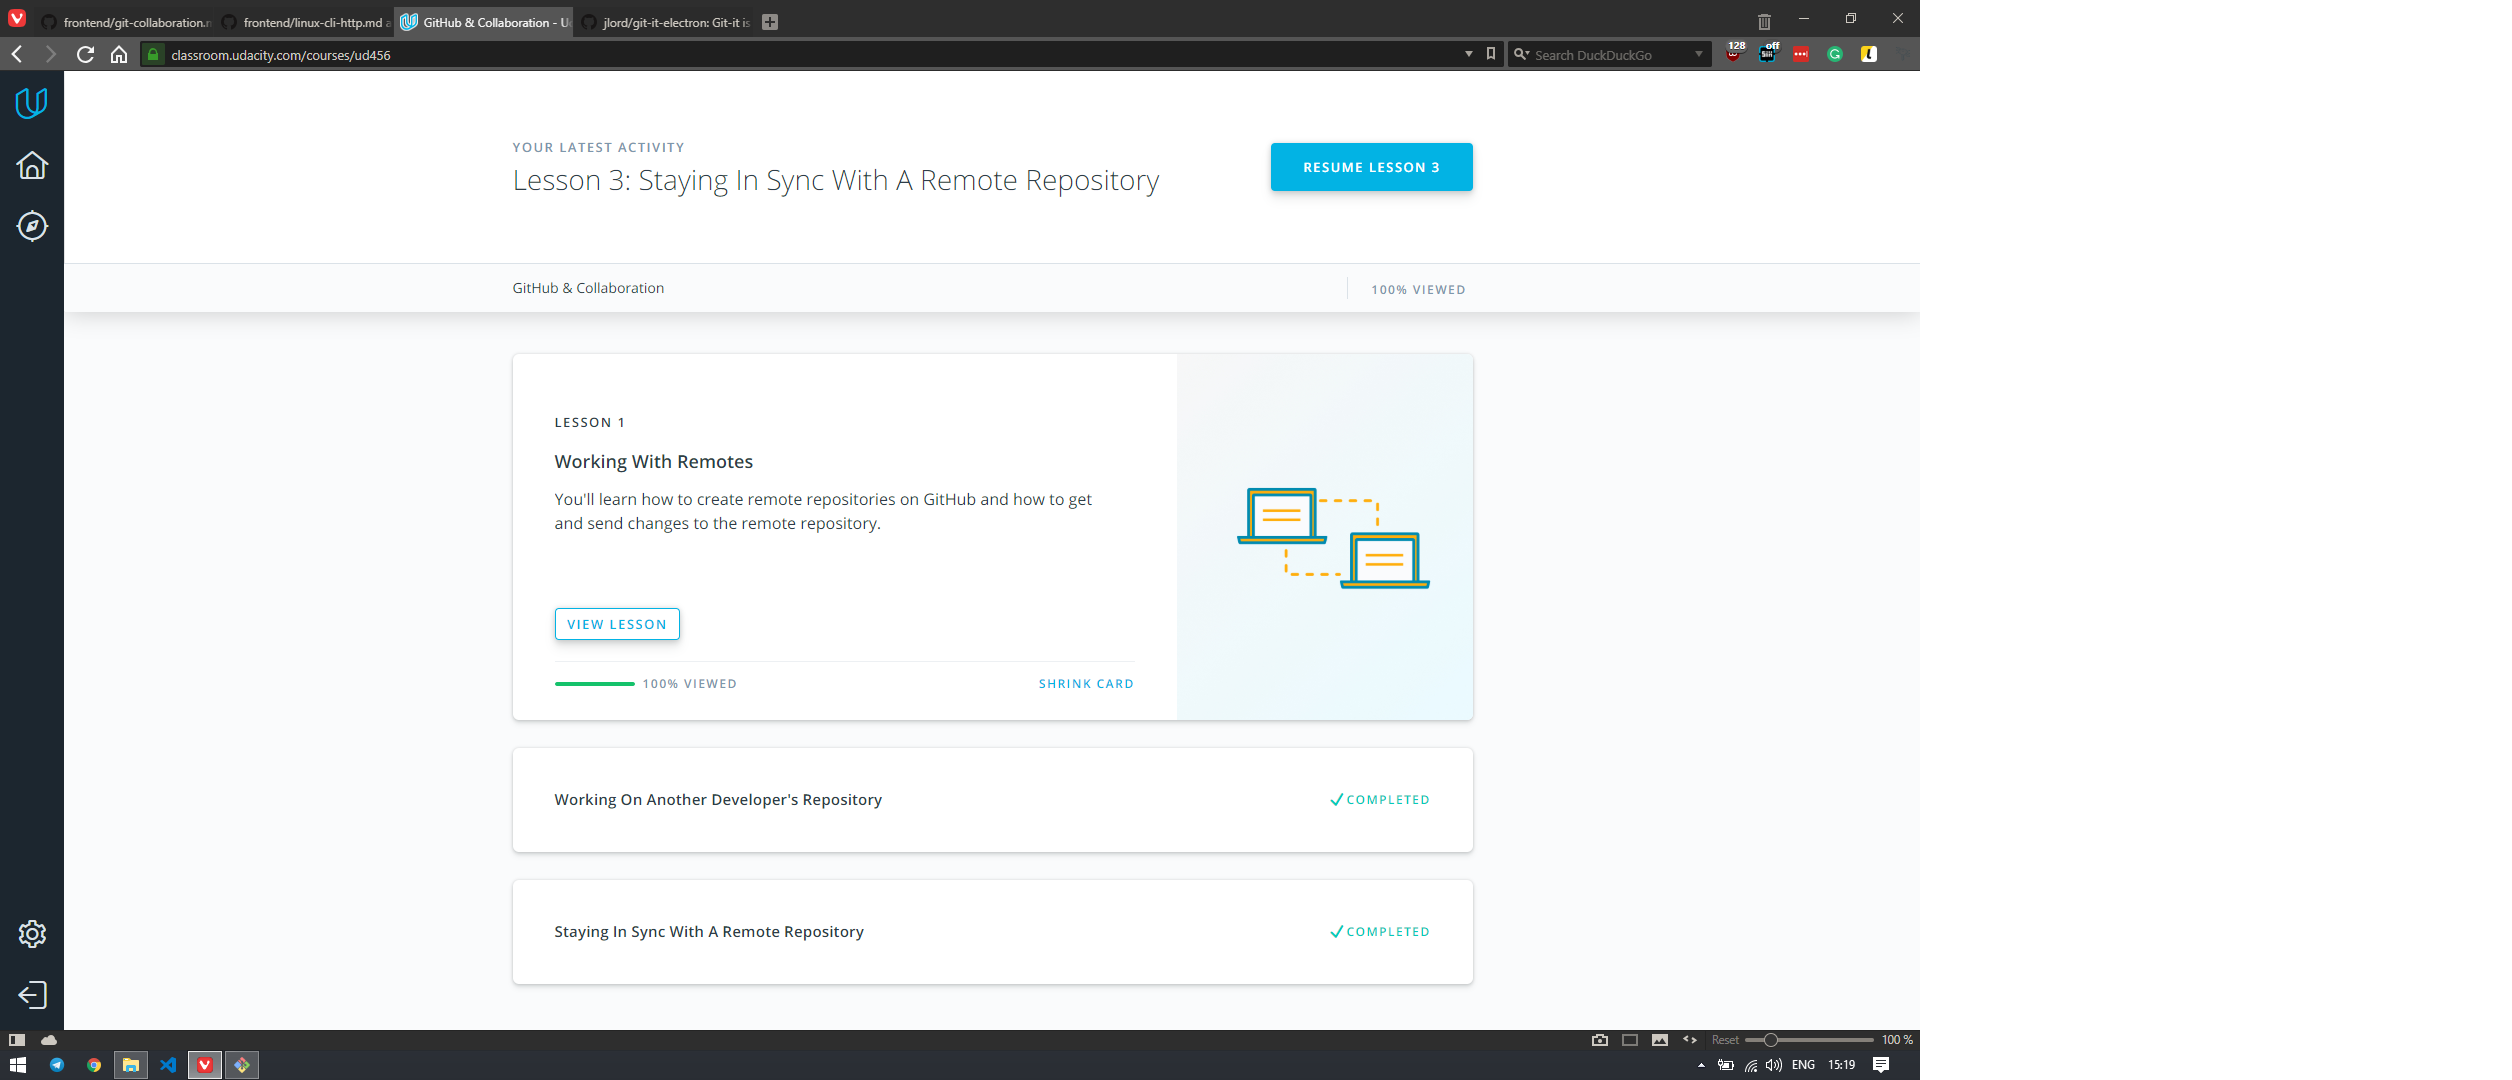 frontend/git-collaboration.n
frontend/linux-cli-http.md a
GitHub & Collaboration - U
jlord/git-it-electron: Git-it is
classroom.udacity.com/courses/ud456
Search DuckDuckGo
128
off
YOUR LATEST ACTIVITY
Lesson 3: Staying In Sync With A Remote Repository
RESUME LESSON 3
GitHub & Collaboration
100% VIEWED
LESSON 1
Working With Remotes
You'll learn how to create remote repositories on GitHub and how to get
and send changes to the remote repository.
VIEW LESSON
100% VIEWED
SHRINK CARD
Working On Another Developer's Repository
COMPLETED
Staying In Sync With A Remote Repository
COMPLETED
Reset
100 %
ENG
15:19